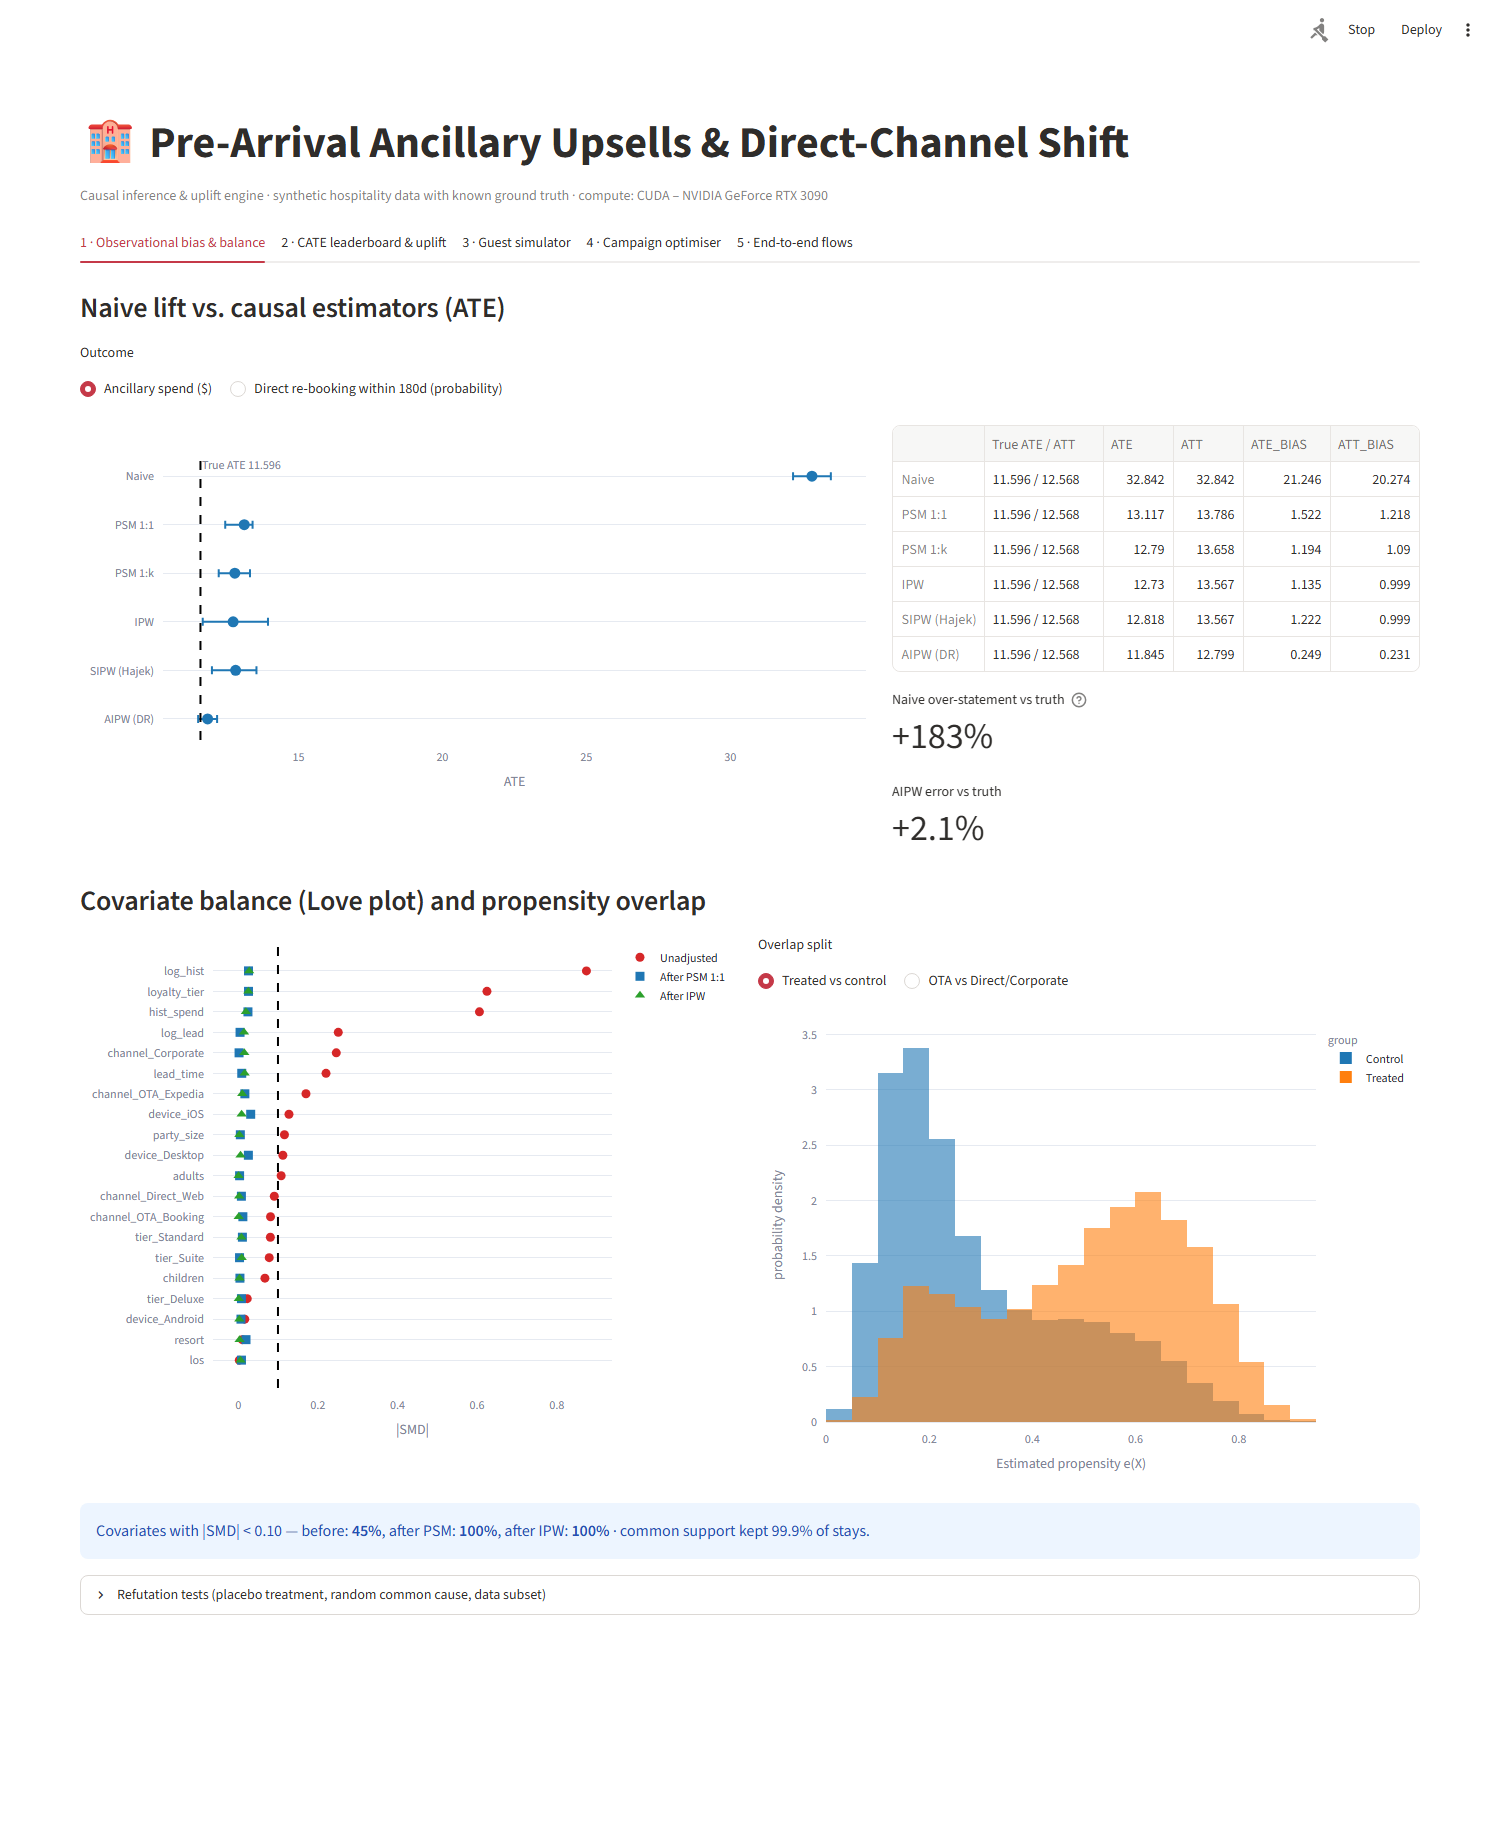 Stop Deploy
Pre-Arrival Ancillary Upsells & Direct-Channel Shift
Causal inference & uplift engine · synthetic hospitality data with known ground truth · compute: CUDA – NVIDIA GeForce RTX 3090
1 · Observational bias & balance 2 · CATE leaderboard & uplift 3 · Guest simulator 4 · Campaign optimiser 5 · End-to-end flows
Naive lift vs. causal estimators (ATE)
Outcome
Ancillary spend ($) Direct re-booking within 180d (probability)
True ATE 11.596
Naive
PSM 1:1
PSM 1:k
IPW
SIPW (Hajek)
AIPW (DR)
15 20 25 30
ATE
True ATE / ATT ATE ATT ATE_BIAS ATT_BIAS
Naive 11.596 / 12.568 32.842 32.842 21.246 20.274
PSM 1:1 11.596 / 12.568 13.117 13.786 1.522 1.218
PSM 1:k 11.596 / 12.568 12.79 13.658 1.194 1.09
IPW 11.596 / 12.568 12.73 13.567 1.135 0.999
SIPW (Hajek) 11.596 / 12.568 12.818 13.567 1.222 0.999
AIPW (DR) 11.596 / 12.568 11.845 12.799 0.249 0.231
Naive over-statement vs truth
+183%
AIPW error vs truth
+2.1%
Covariate balance (Love plot) and propensity overlap
log_hist
loyalty_tier
hist_spend
log_lead
channel_Corporate
lead_time
channel_OTA_Expedia
device_iOS
party_size
device_Desktop
adults
channel_Direct_Web
channel_OTA_Booking
tier_Standard
tier_Suite
children
tier_Deluxe
device_Android
resort
los
0 0.2 0.4 0.6 0.8
|SMD|
Unadjusted
After PSM 1:1
After IPW
Overlap split
Treated vs control OTA vs Direct/Corporate
3.5
3
2.5
2
1.5
1
0.5
0
probability density
0 0.2 0.4 0.6 0.8
Estimated propensity e(X)
group
Control
Treated
Covariates with |SMD| < 0.10 — before: 45%, after PSM: 100%, after IPW: 100% · common support kept 99.9% of stays.
Refutation tests (placebo treatment, random common cause, data subset)